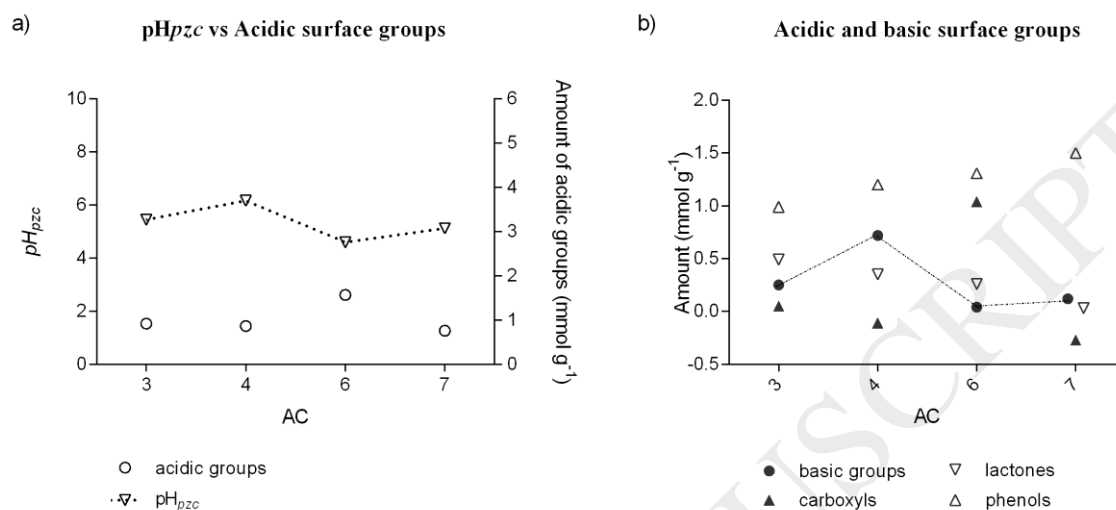 a)
pHpzc vs Acidic surface groups
10
8
6
4
2
0
pHpzc
6
5
4
3
2
1
0
Amount of acidic groups (mmol g-1)
3 4 6 7
AC
acidic groups
pHpzc
b)
Acidic and basic surface groups
2.0
1.5
1.0
0.5
0.0
-0.5
Amount (mmol g-1)
3 4 6 7
AC
basic groups
lactones
carboxyls
phenols
USCRIPT